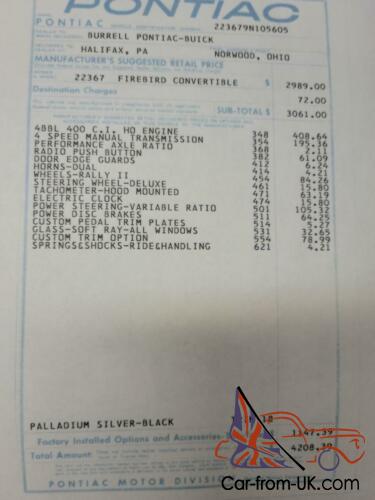 PONTIAC
PONTIAC 223679N105605
BURRELL PONTIAC-BUICK
HALIFAX, PA NORWOOD, OHIO
MANUFACTURER'S SUGGESTED RETAIL PRICE
22367 FIREBIRD CONVERTIBLE $ 2989.00
Destination Charges 72.00
SUB-TOTAL $ 3061.00
4BBL 400 C.I. HO ENGINE 348 408.64
4 SPEED MANUAL TRANSMISSION 354 195.36
PERFORMANCE AXLE RATIO 368 2.11
RADIO PUSH BUTTON 382 61.09
DOOR EDGE GUARDS 412 6.24
HORNS-DUAL 414 4.21
WHEELS-RALLY II 454 84.26
STEERING WHEEL-DELUXE 461 15.80
TACHOMETER-HOOD MOUNTED 471 63.19
ELECTRIC CLOCK 474 15.80
POWER STEERING-VARIABLE RATIO 501 105.32
POWER DISC BRAKES 511 64.25
CUSTOM PEDAL TRIM PLATES 514 5.27
GLASS-SOFT RAY-ALL WINDOWS 531 32.65
CUSTOM TRIM OPTION 554 78.99
SPRINGS&SHOCKS-RIDE&HANDLING 621 4.21
PALLADIUM SILVER-BLACK
Factory Installed Options and Accessories 1147.39
Total Amount: 4208.39
PONTIAC MOTOR DIVISION
Car-from-UK.com